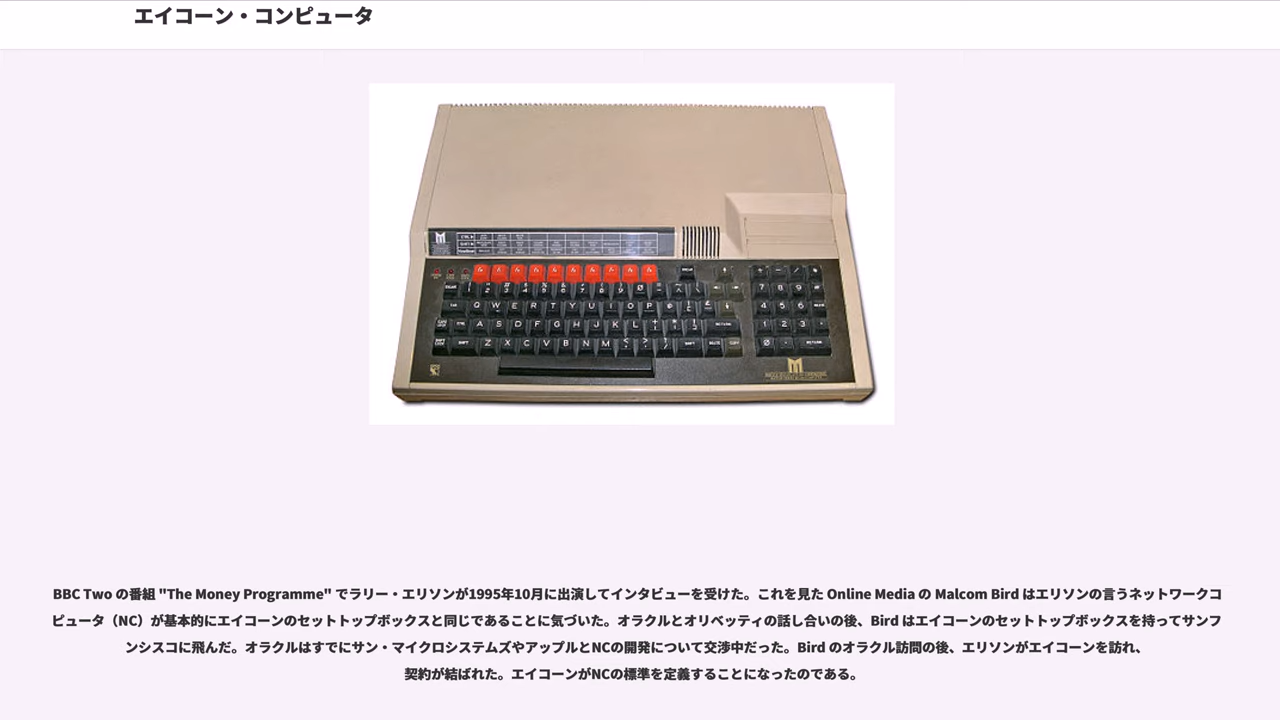 エイコーン・コンピュータ
BBC Two の番組 "The Money Programme" でラリー・エリソンが1995年10月に出演してインタビューを受けた。これを見た Online Media の Malcom Bird はエリソンの言うネットワークコ
ピュータ（NC）が基本的にエイコーンのセットトップボックスと同じであることに気づいた。オラクルとオリベッティの話し合いの後、Bird はエイコーンのセットトップボックスを持ってサンフ
ンシスコに飛んだ。オラクルはすでにサン・マイクロシステムズやアップルとNCの開発について交渉中だった。Bird のオラクル訪問の後、エリソンがエイコーンを訪れ、
契約が結ばれた。エイコーンがNCの標準を定義することになったのである。
Q W E R T Y U I O P
7 8 9
4 5 6
A S D F G H J K L
1 2 3
Z X C V B N M